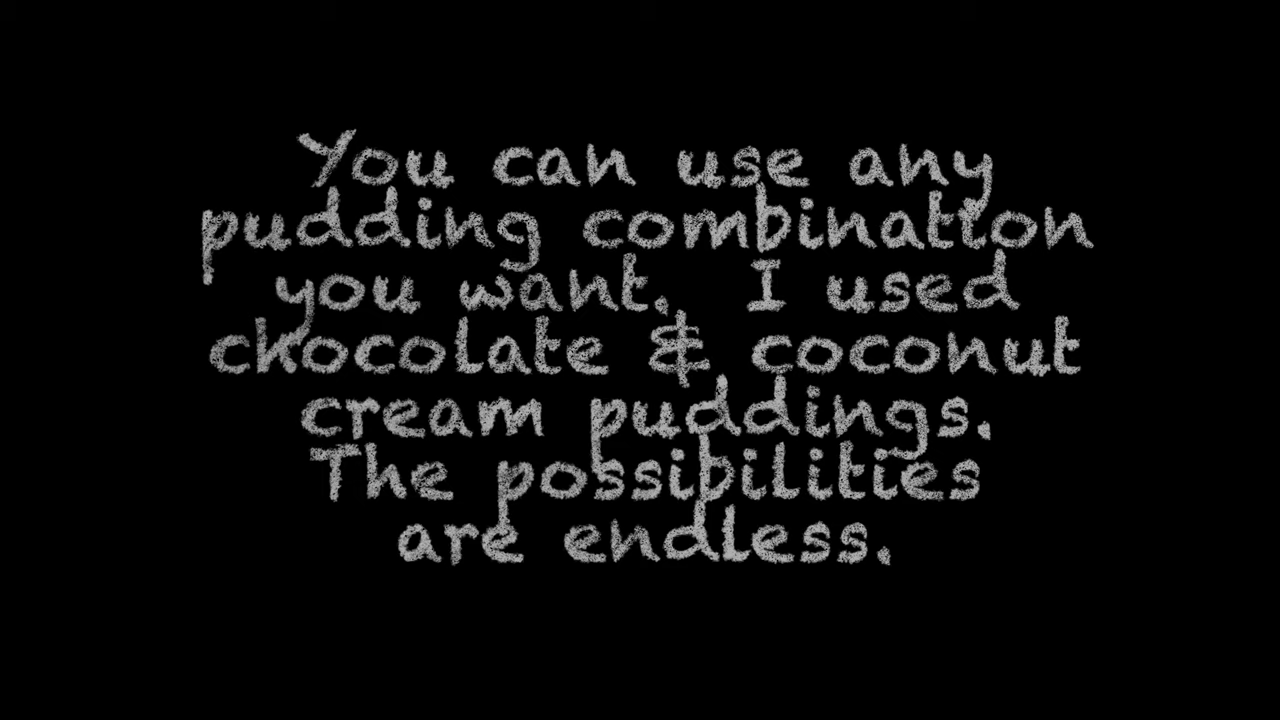 You can use any
pudding combination
you want.  I used
chocolate & coconut
cream puddings.
The possibilities
are endless.